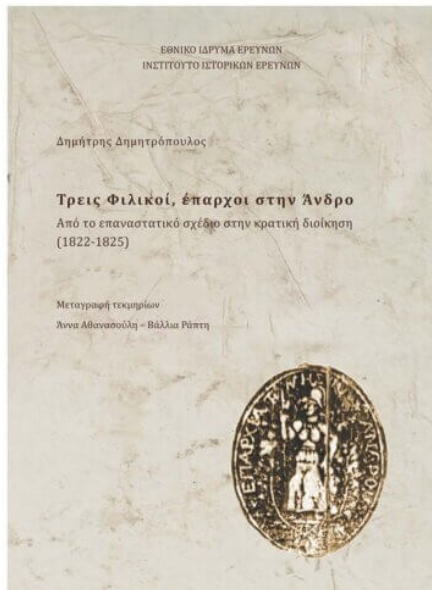 ΕΘΝΙΚΟ ΙΔΡΥΜΑ ΕΡΕΥΝΩΝ
ΙΝΣΤΙΤΟΥΤΟ ΙΣΤΟΡΙΚΩΝ ΕΡΕΥΝΩΝ
Δημήτρης Δημητρόπουλος
Τρεις Φιλικοί, έπαρχοι στην Άνδρο
Από το επαναστατικό σχέδιο στην κρατική διοίκηση
(1822-1825)
Μεταγραφή τεκμηρίων
Άννα Αθανασούλη – Βάλλια Ράπτη